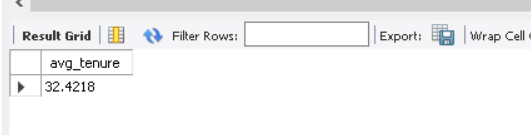 Result Grid Filter Rows: Export: Wrap Cell
avg_tenure
32.4218